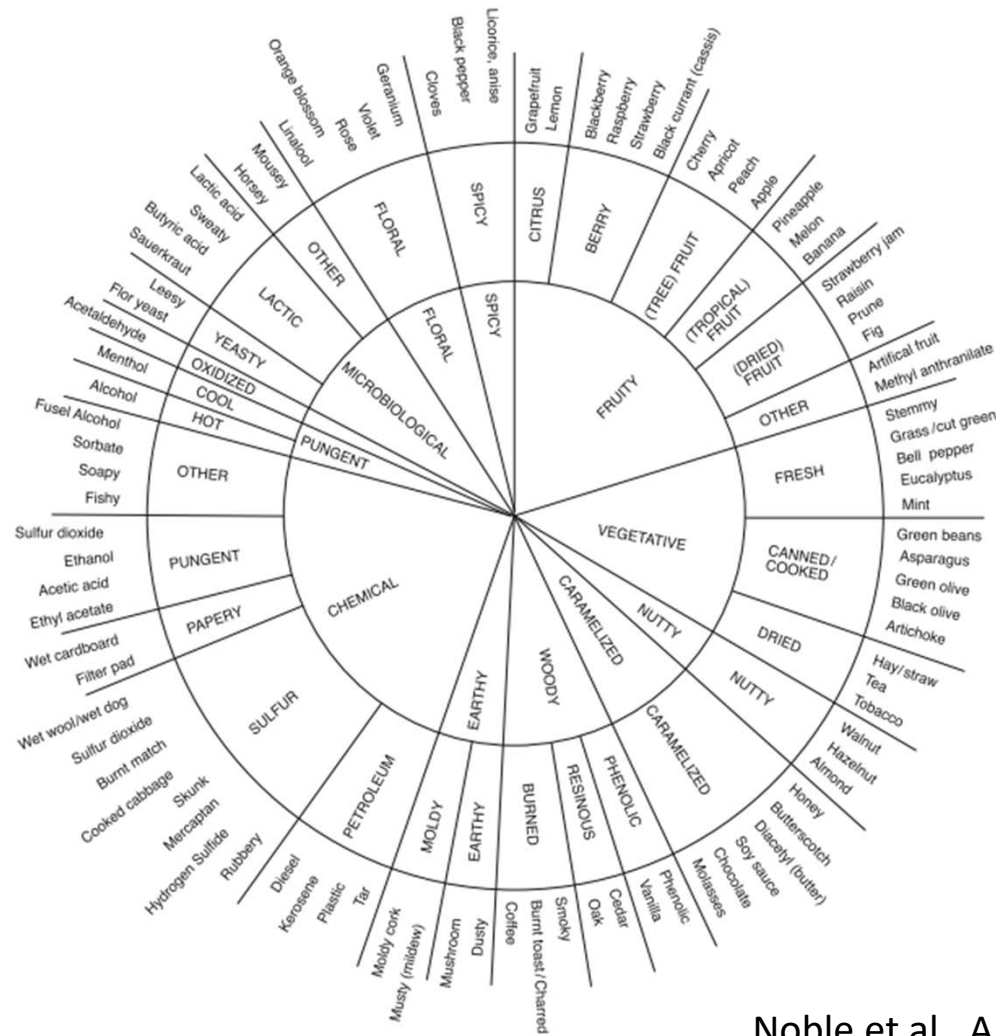 FRUITY
VEGETATIVE
NUTTY
CARAMELIZED
WOODY
EARTHY
CHEMICAL
PUNGENT
MICROBIOLOGICAL
FLORAL
SPICY
CITRUS
BERRY
(TREE) FRUIT
(TROPICAL)
FRUIT
(DRIED)
FRUIT
OTHER
FRESH
CANNED/
COOKED
DRIED
NUTTY
CARAMELIZED
PHENOLIC
RESINOUS
BURNED
EARTHY
MOLDY
PETROLEUM
SULFUR
PAPERY
PUNGENT
OTHER
HOT
COOL
OXIDIZED
YEASTY
LACTIC
OTHER
FLORAL
SPICY
Grapefruit
Lemon
Blackberry
Raspberry
Strawberry
Black currant (cassis)
Cherry
Apricot
Peach
Apple
Pineapple
Melon
Banana
Strawberry jam
Raisin
Prune
Fig
Artifical fruit
Methyl anthranilate
Stemmy
Grass/cut green
Bell pepper
Eucalyptus
Mint
Green beans
Asparagus
Green olive
Black olive
Artichoke
Hay/straw
Tea
Tobacco
Walnut
Hazelnut
Almond
Honey
Butterscotch
Diacetyl (butter)
Soy sauce
Chocolate
Molasses
Phenolic
Vanilla
Cedar
Oak
Smoky
Burnt toast/Charred
Coffee
Dusty
Mushroom
Musty (mildew)
Moldy cork
Tar
Plastic
Kerosene
Diesel
Rubbery
Hydrogen Sulfide
Mercaptan
Skunk
Cooked cabbage
Burnt match
Sulfur dioxide
Wet wool/wet dog
Filter pad
Wet cardboard
Ethyl acetate
Acetic acid
Ethanol
Sulfur dioxide
Fishy
Soapy
Sorbate
Fusel Alcohol
Alcohol
Menthol
Acetaldehyde
Flor yeast
Leesy
Sauerkraut
Butyric acid
Sweaty
Lactic acid
Horsey
Mousey
Linalool
Orange blossom
Rose
Violet
Geranium
Cloves
Black pepper
Licorice, anise
Noble et al., A